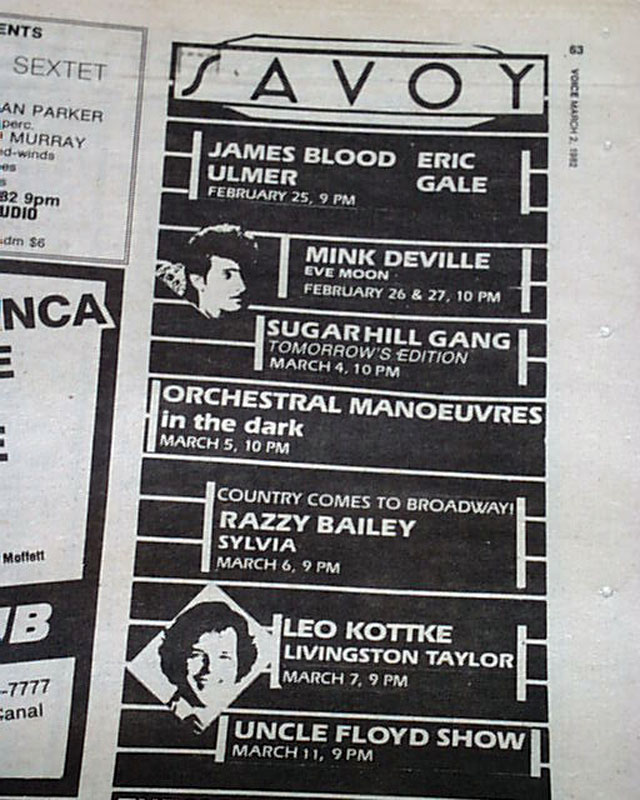 ENTS
SEXTET
AN PARKER
perc.
MURRAY
d-winds
es
s
82 9pm
UDIO
dm $6
NCA
E
E
Moffett
JB
-7777
Canal
SAVOY
JAMES BLOOD
ULMER
ERIC
GALE
FEBRUARY 25, 9 PM
MINK DEVILLE
EVE MOON
FEBRUARY 26 & 27, 10 PM
SUGARHILL GANG
TOMORROW'S EDITION
MARCH 4, 10 PM
ORCHESTRAL MANOEUVRES
in the dark
MARCH 5, 10 PM
COUNTRY COMES TO BROADWAY!
RAZZY BAILEY
SYLVIA
MARCH 6, 9 PM
LEO KOTTKE
LIVINGSTON TAYLOR
MARCH 7, 9 PM
UNCLE FLOYD SHOW
MARCH 11, 9 PM
63
VOICE MARCH 2, 1982